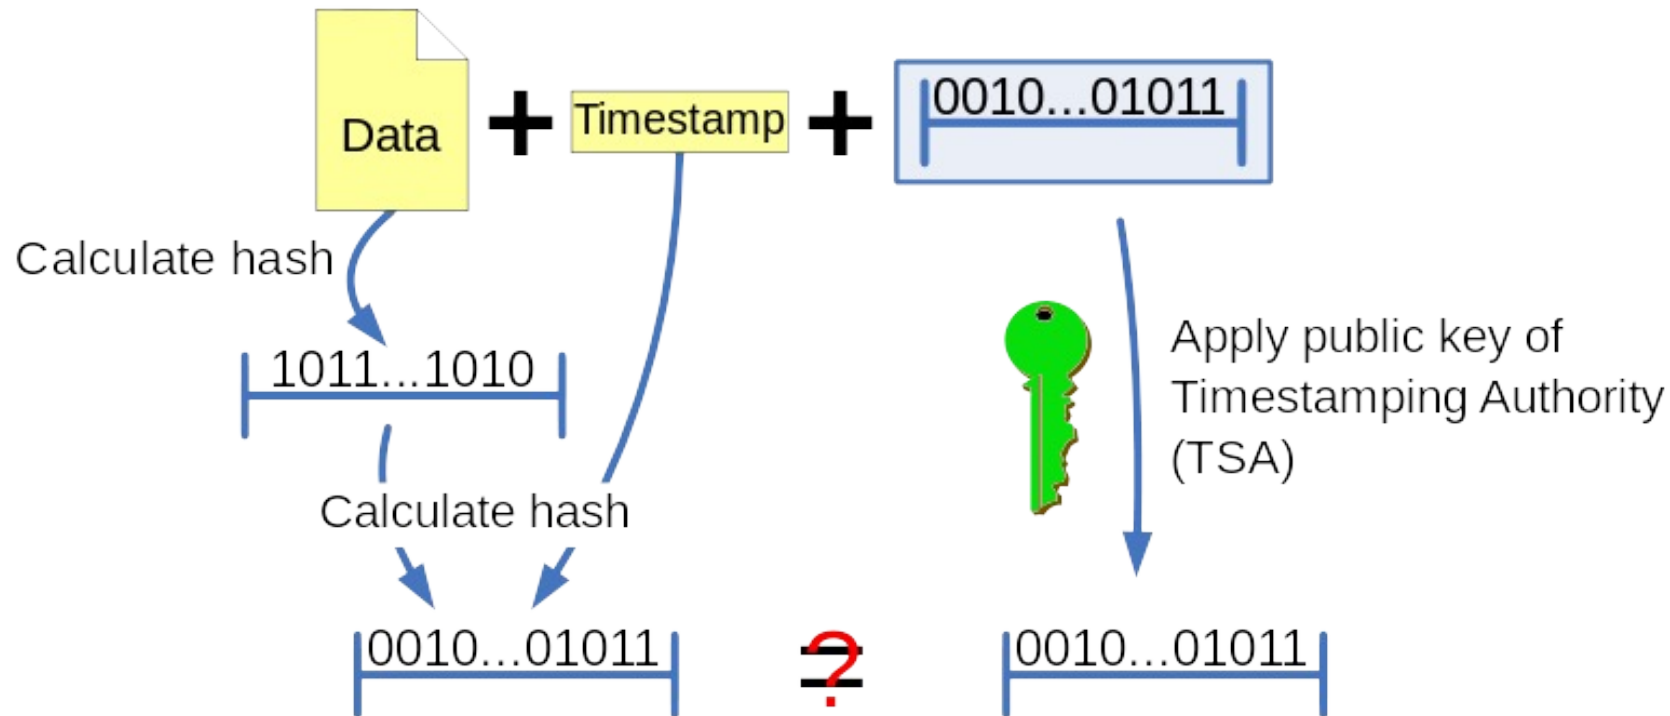 Data
+
Timestamp
+
0010...01011
Calculate hash
1011...1010
Apply public key of
Timestamping Authority
(TSA)
Calculate hash
0010...01011
=
?
0010...01011